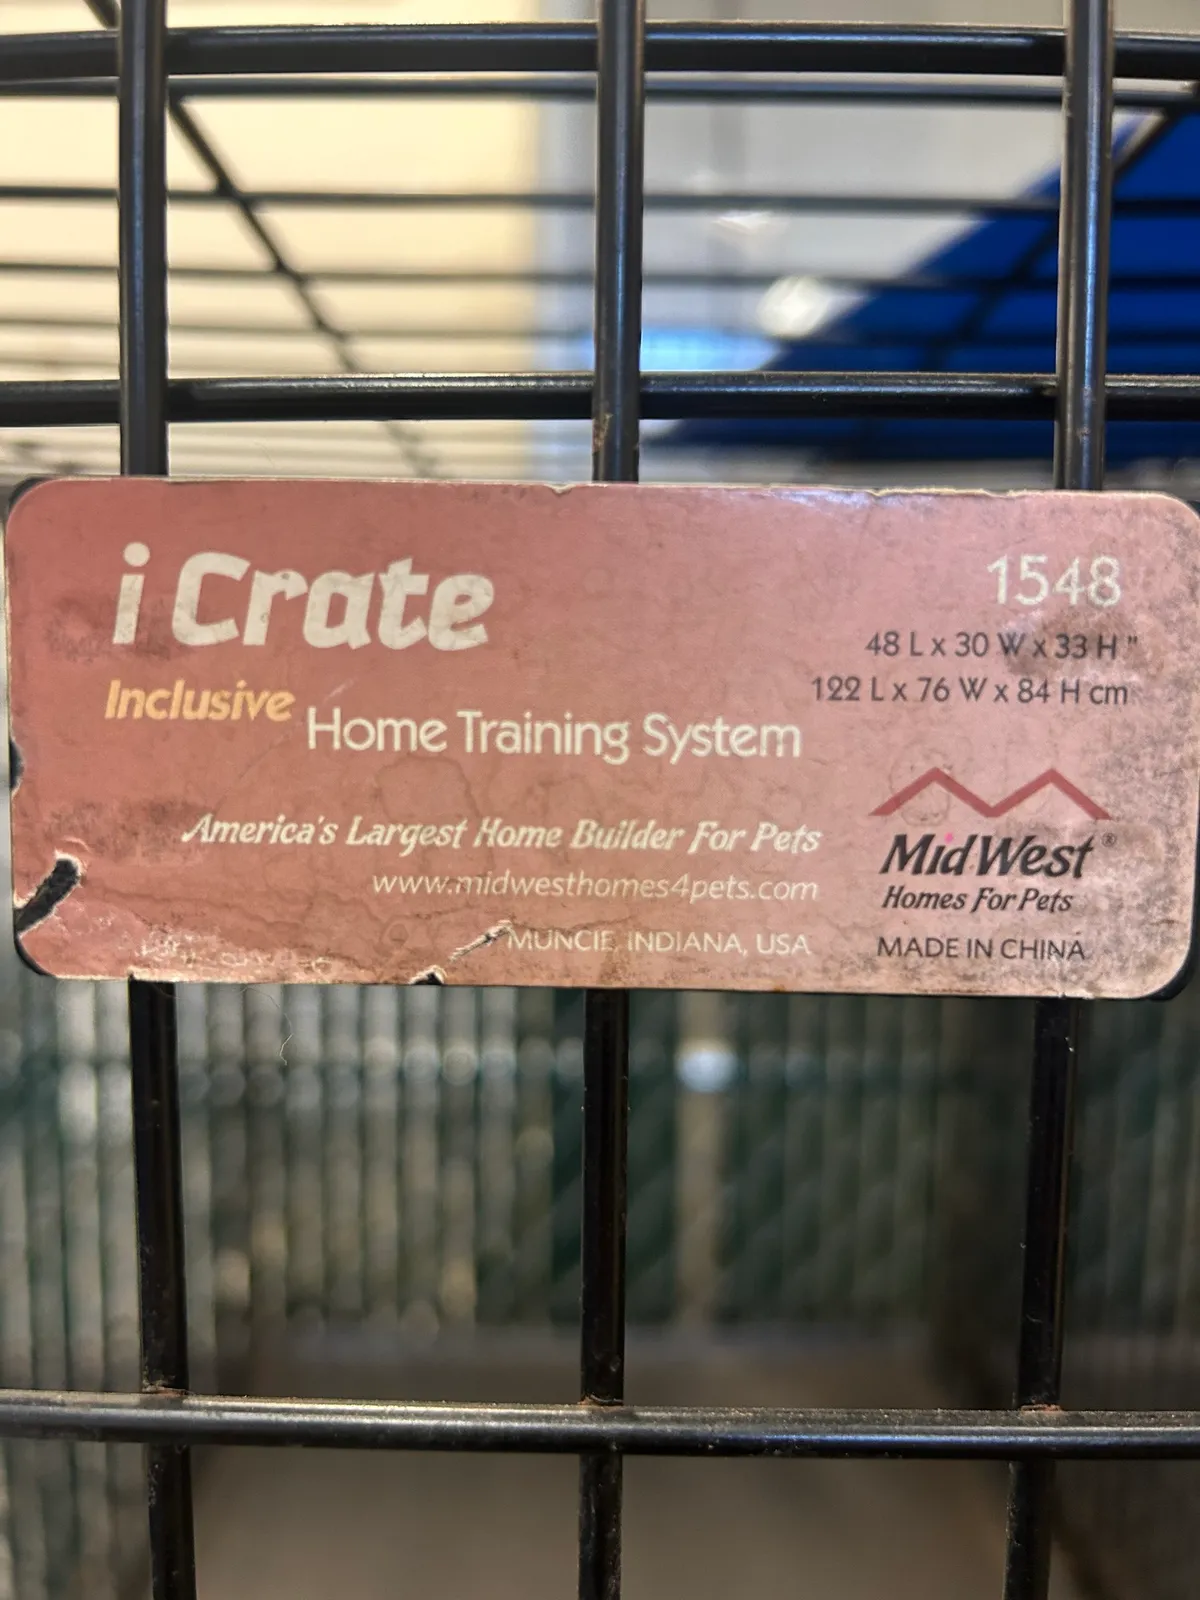 i Crate
1548
48 L x 30 W x 33 H "
122 L x 76 W x 84 H cm
Inclusive
Home Training System
America's Largest Home Builder For Pets
www.midwesthomes4pets.com
MUNCIE, INDIANA, USA
MidWest®
Homes For Pets
MADE IN CHINA